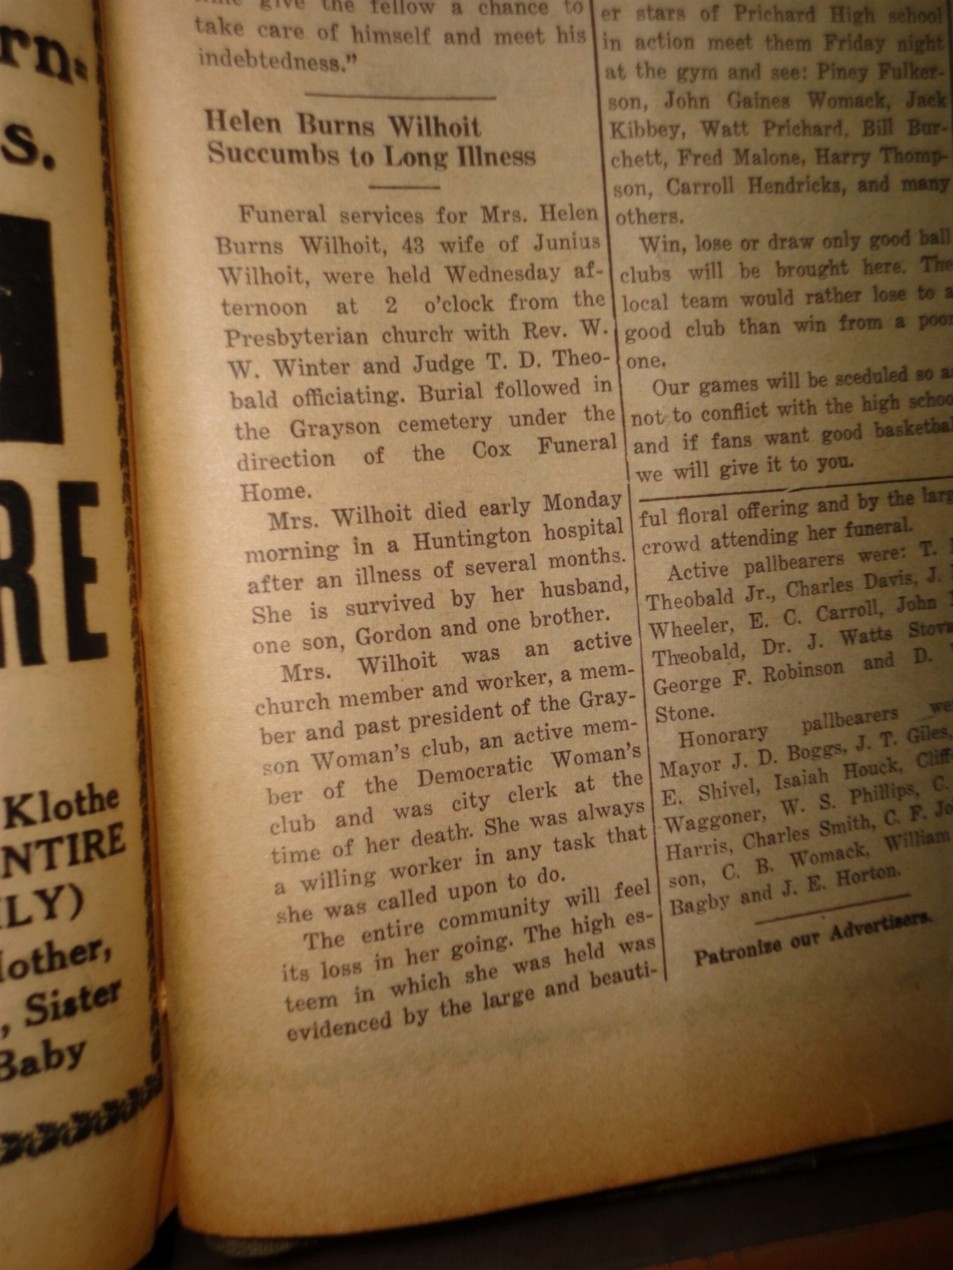 rn-
s.
RE
Klothe
NTIRE
LY)
other,
, Sister
Baby
give the fellow a chance to
take care of himself and meet his
indebtedness."
Helen Burns Wilhoit
Succumbs to Long Illness
Funeral services for Mrs. Helen
Burns Wilhoit, 43 wife of Junius
Wilhoit, were held Wednesday af-
ternoon at 2 o'clock from the
Presbyterian church with Rev. W.
W. Winter and Judge T. D. Theo-
bald officiating. Burial followed in
the Grayson cemetery under the
direction of the Cox Funeral
Home.
Mrs. Wilhoit died early Monday
morning in a Huntington hospital
after an illness of several months.
She is survived by her husband,
one son, Gordon and one brother.
Mrs. Wilhoit was an active
church member and worker, a mem-
ber and past president of the Gray-
son Woman's club, an active mem-
ber of the Democratic Woman's
club and was city clerk at the
time of her death. She was always
a willing worker in any task that
she was called upon to do.
The entire community will feel
its loss in her going. The high es-
teem in which she was held was
evidenced by the large and beauti-
er stars of Prichard High school
in action meet them Friday night
at the gym and see: Piney Fulker-
son, John Gaines Womack, Jack
Kibbey, Watt Prichard, Bill Bur-
chett, Fred Malone, Harry Thomp-
son, Carroll Hendricks, and many
others.
Win, lose or draw only good ball
clubs will be brought here. The
local team would rather lose to a
good club than win from a poor
one.
Our games will be sceduled so as
not to conflict with the high schoo
and if fans want good basketbal
we will give it to you.
ful floral offering and by the larg
crowd attending her funeral.
Active pallbearers were: T.
Theobald Jr., Charles Davis, J.
Wheeler, E. C. Carroll, John
Theobald, Dr. J. Watts Stova
George F. Robinson and D.
Stone.
Honorary pallbearers we
Mayor J. D. Boggs, J. T. Giles,
E. Shivel, Isaiah Houck, Cliff
Waggoner, W. S. Phillips, C.
Harris, Charles Smith, C. F. Jo
son, C. B. Womack, William
Bagby and J. E. Horton.
Patronize our Advertisers.